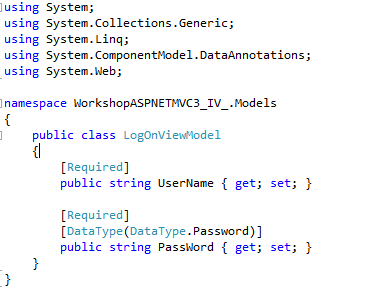 using System;
using System.Collections.Generic;
using System.Linq;
using System.ComponentModel.DataAnnotations;
using System.Web;
namespace WorkshopASPNETMVC3_IV_.Models
{
public class LogOnViewModel
{
[Required]
public string UserName { get; set; }
[Required]
[DataType(DataType.Password)]
public string PassWord { get; set; }
}
}